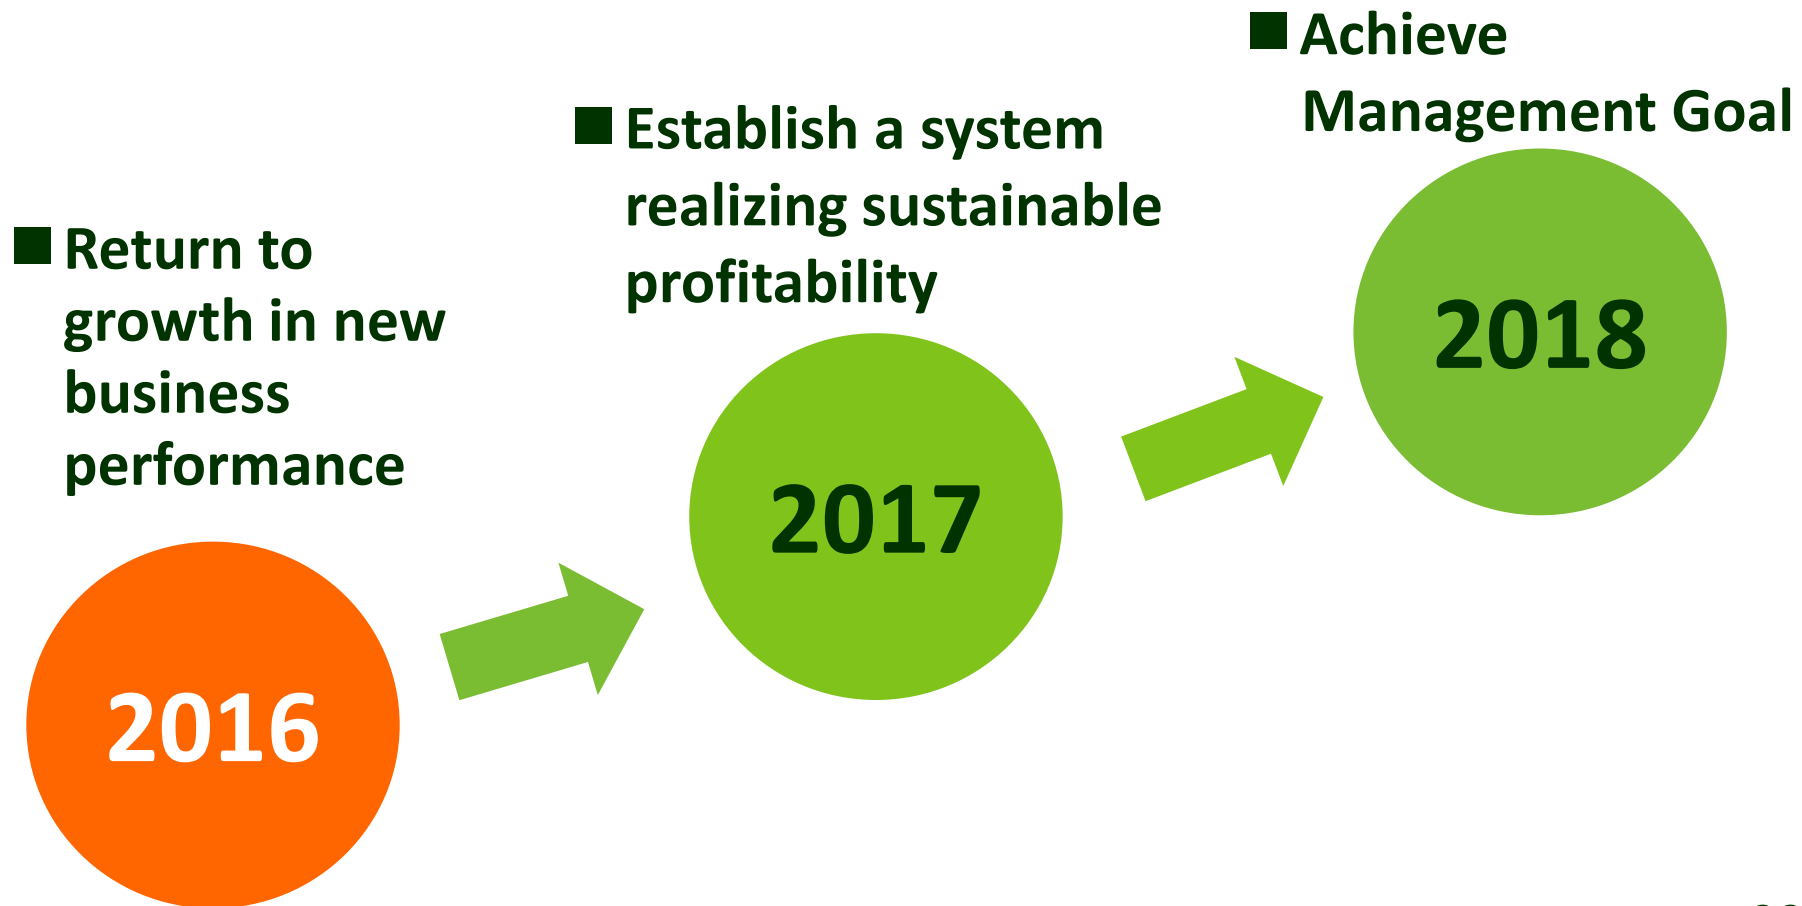 ■ Achieve
Management Goal
■ Establish a system
realizing sustainable
profitability
■ Return to
growth in new
business
performance
2018
2017
2016